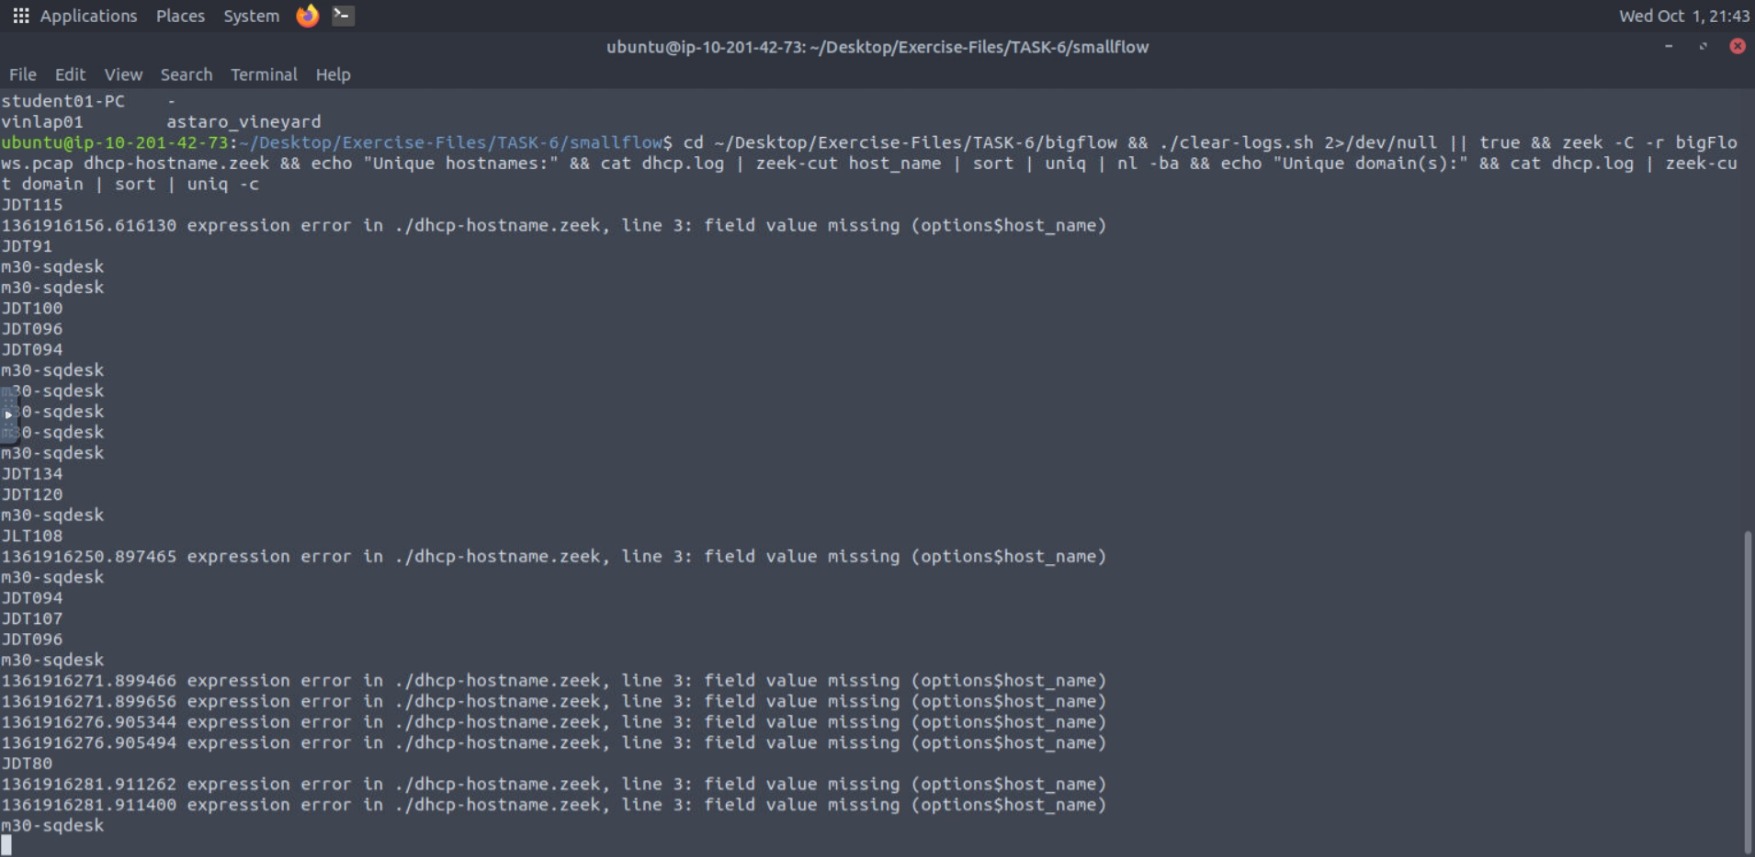 Applications Places System Wed Oct 1, 21:43
ubuntu@ip-10-201-42-73: ~/Desktop/Exercise-Files/TASK-6/smallflow
File Edit View Search Terminal Help
student01-PC    -
vinlap01        astaro_vineyard
ubuntu@ip-10-201-42-73:~/Desktop/Exercise-Files/TASK-6/smallflow$ cd ~/Desktop/Exercise-Files/TASK-6/bigflow && ./clear-logs.sh 2>/dev/null || true && zeek -C -r bigFlo
ws.pcap dhcp-hostname.zeek && echo "Unique hostnames:" && cat dhcp.log | zeek-cut host_name | sort | uniq | nl -ba && echo "Unique domain(s):" && cat dhcp.log | zeek-cu
t domain | sort | uniq -c
JDT115
1361916156.616130 expression error in ./dhcp-hostname.zeek, line 3: field value missing (options$host_name)
JDT91
m30-sqdesk
m30-sqdesk
JDT100
JDT096
JDT094
m30-sqdesk
30-sqdesk
30-sqdesk
30-sqdesk
m30-sqdesk
JDT134
JDT120
m30-sqdesk
JLT108
1361916250.897465 expression error in ./dhcp-hostname.zeek, line 3: field value missing (options$host_name)
m30-sqdesk
JDT094
JDT107
JDT096
m30-sqdesk
1361916271.899466 expression error in ./dhcp-hostname.zeek, line 3: field value missing (options$host_name)
1361916271.899656 expression error in ./dhcp-hostname.zeek, line 3: field value missing (options$host_name)
1361916276.905344 expression error in ./dhcp-hostname.zeek, line 3: field value missing (options$host_name)
1361916276.905494 expression error in ./dhcp-hostname.zeek, line 3: field value missing (options$host_name)
JDT80
1361916281.911262 expression error in ./dhcp-hostname.zeek, line 3: field value missing (options$host_name)
1361916281.911400 expression error in ./dhcp-hostname.zeek, line 3: field value missing (options$host_name)
m30-sqdesk